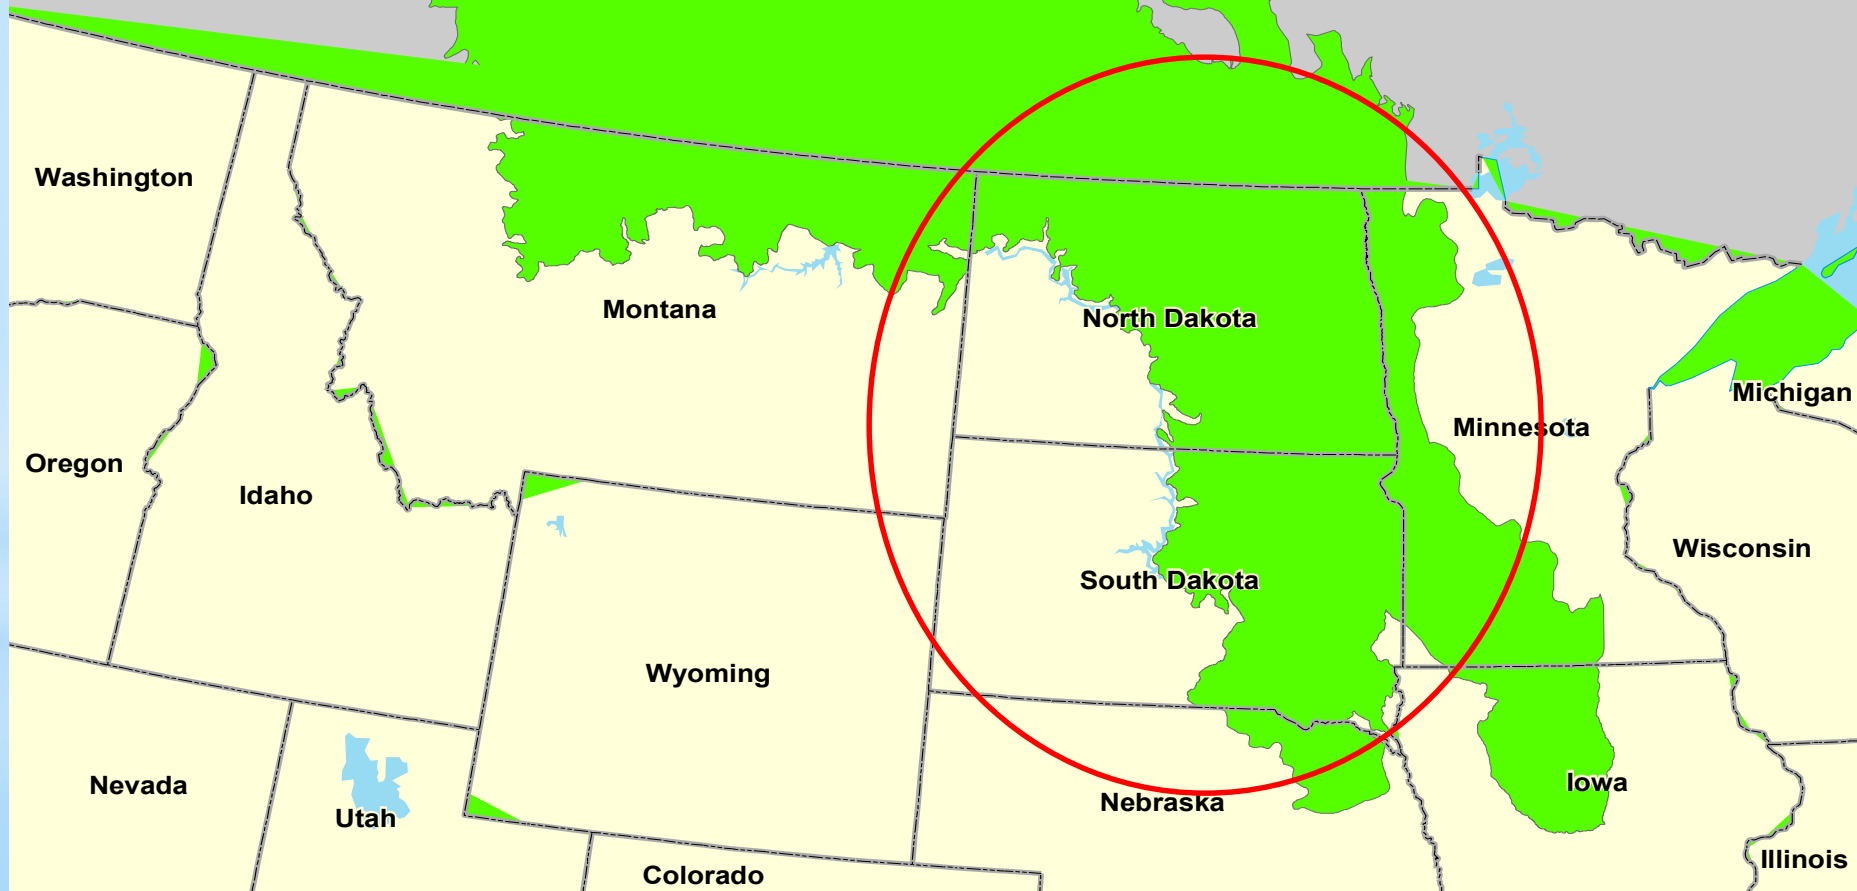 Washington
Montana
North Dakota
Michigan
Minnesota
Oregon
Idaho
Wisconsin
South Dakota
Wyoming
Nevada
Iowa
Nebraska
Utah
Illinois
Colorado